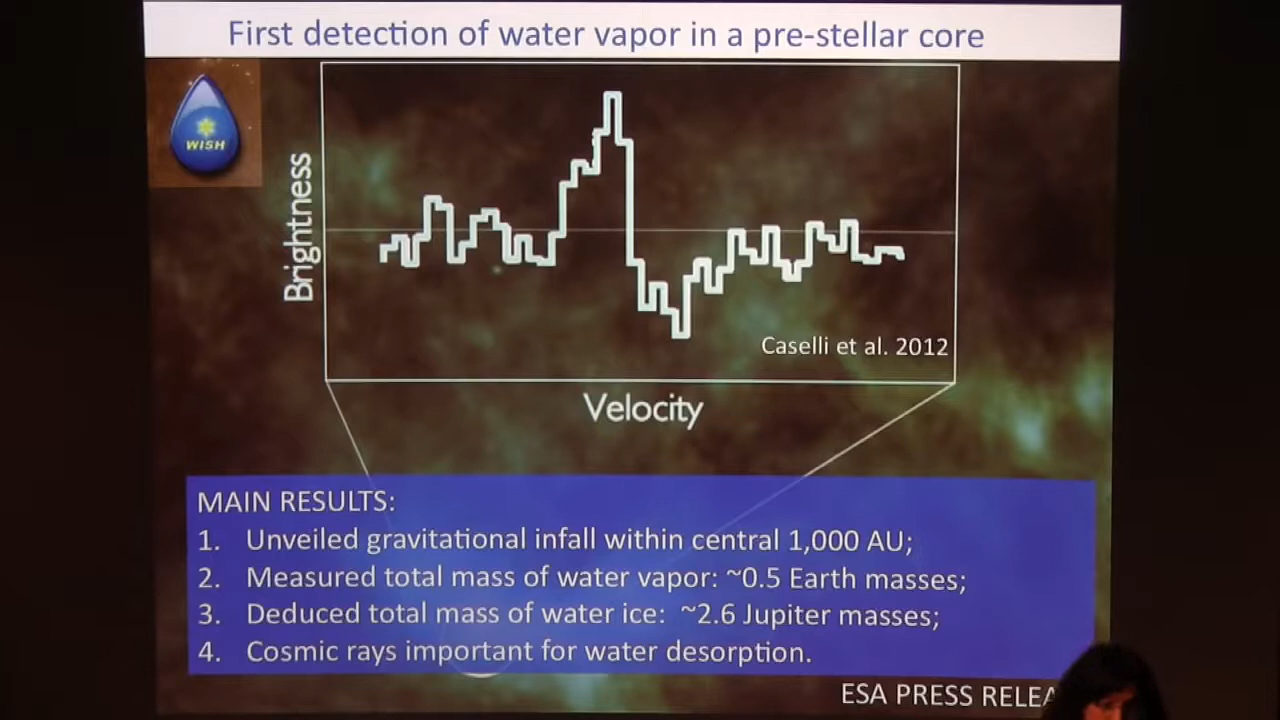 First detection of water vapor in a pre-stellar core
WISH
Brightness
Caselli et al. 2012
Velocity
MAIN RESULTS:
1. Unveiled gravitational infall within central 1,000 AU;
2. Measured total mass of water vapor: ~0.5 Earth masses;
3. Deduced total mass of water ice: ~2.6 Jupiter masses;
4. Cosmic rays important for water desorption.
ESA PRESS